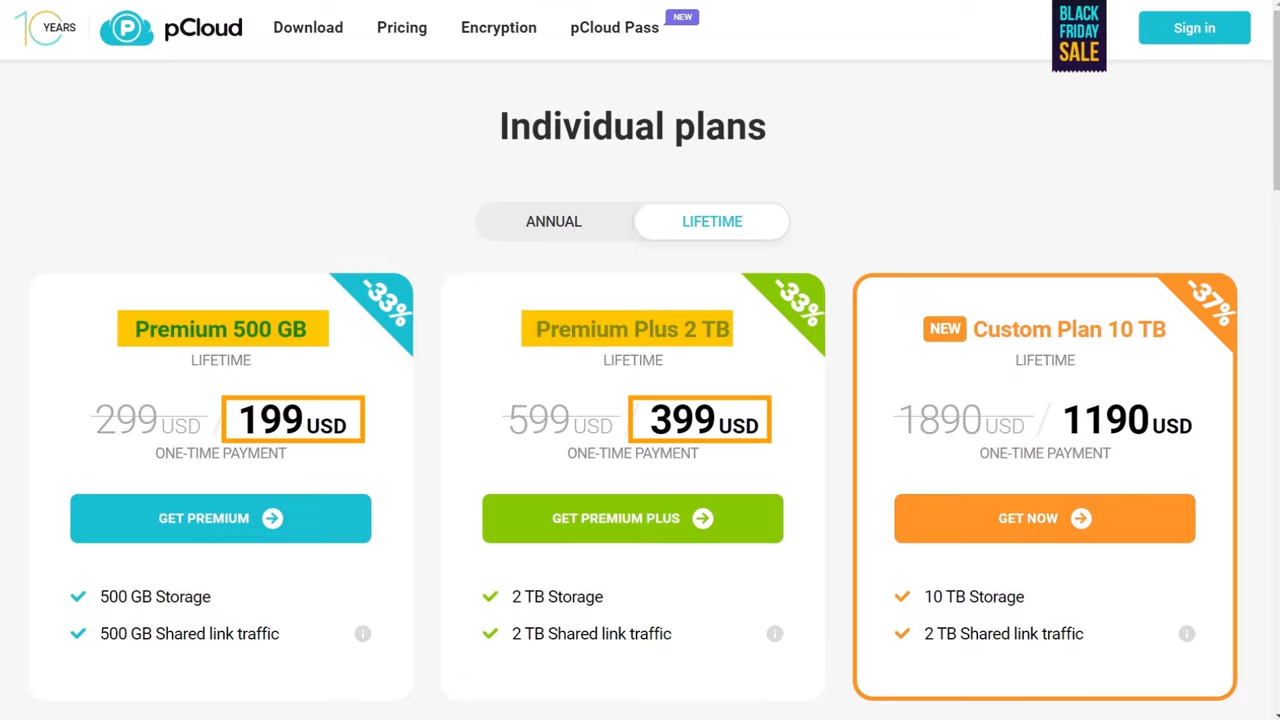 10 YEARS
P pCloud
Download
Pricing
Encryption
pCloud Pass
NEW
BLACK
FRIDAY
SALE
Sign in
Individual plans
ANNUAL
LIFETIME
-33%
Premium 500 GB
LIFETIME
299 USD / 199 USD
ONE-TIME PAYMENT
GET PREMIUM
500 GB Storage
500 GB Shared link traffic
-33%
Premium Plus 2 TB
LIFETIME
599 USD / 399 USD
ONE-TIME PAYMENT
GET PREMIUM PLUS
2 TB Storage
2 TB Shared link traffic
-37%
NEW Custom Plan 10 TB
LIFETIME
1890 USD / 1190 USD
ONE-TIME PAYMENT
GET NOW
10 TB Storage
2 TB Shared link traffic